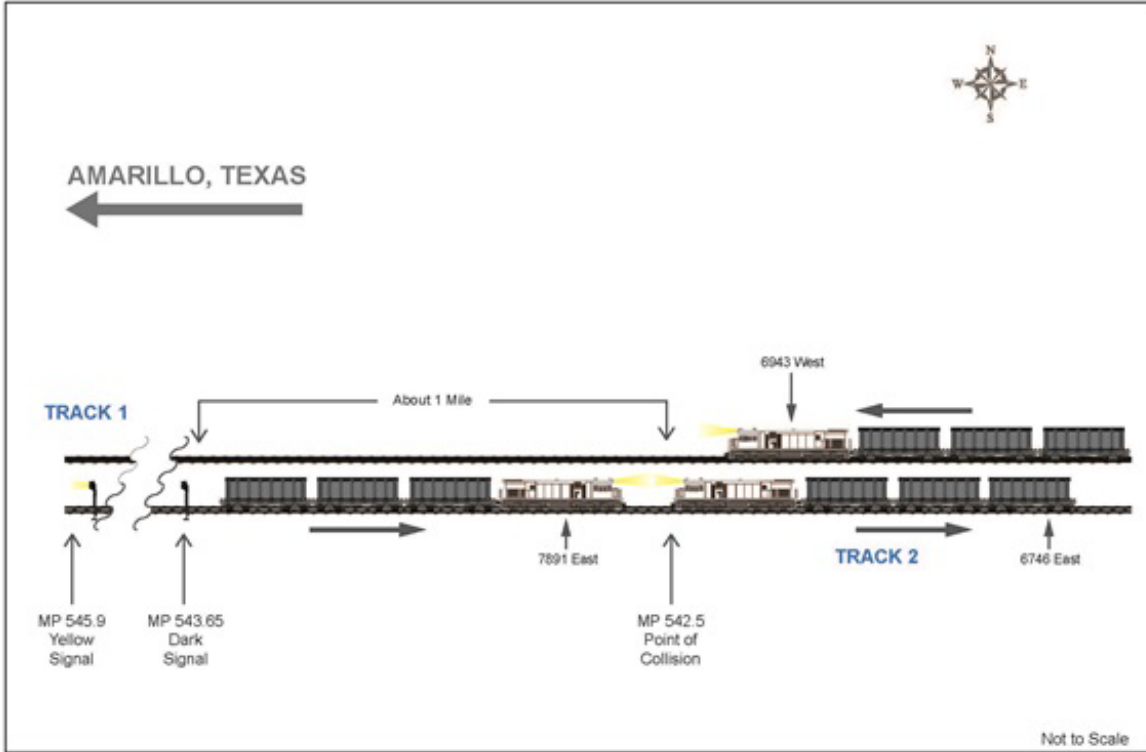 N
W E
S
AMARILLO, TEXAS
6943 West
TRACK 1
About 1 Mile
7891 East
TRACK 2
6746 East
MP 545.9
Yellow
Signal
MP 543.65
Dark
Signal
MP 542.5
Point of
Collision
Not to Scale